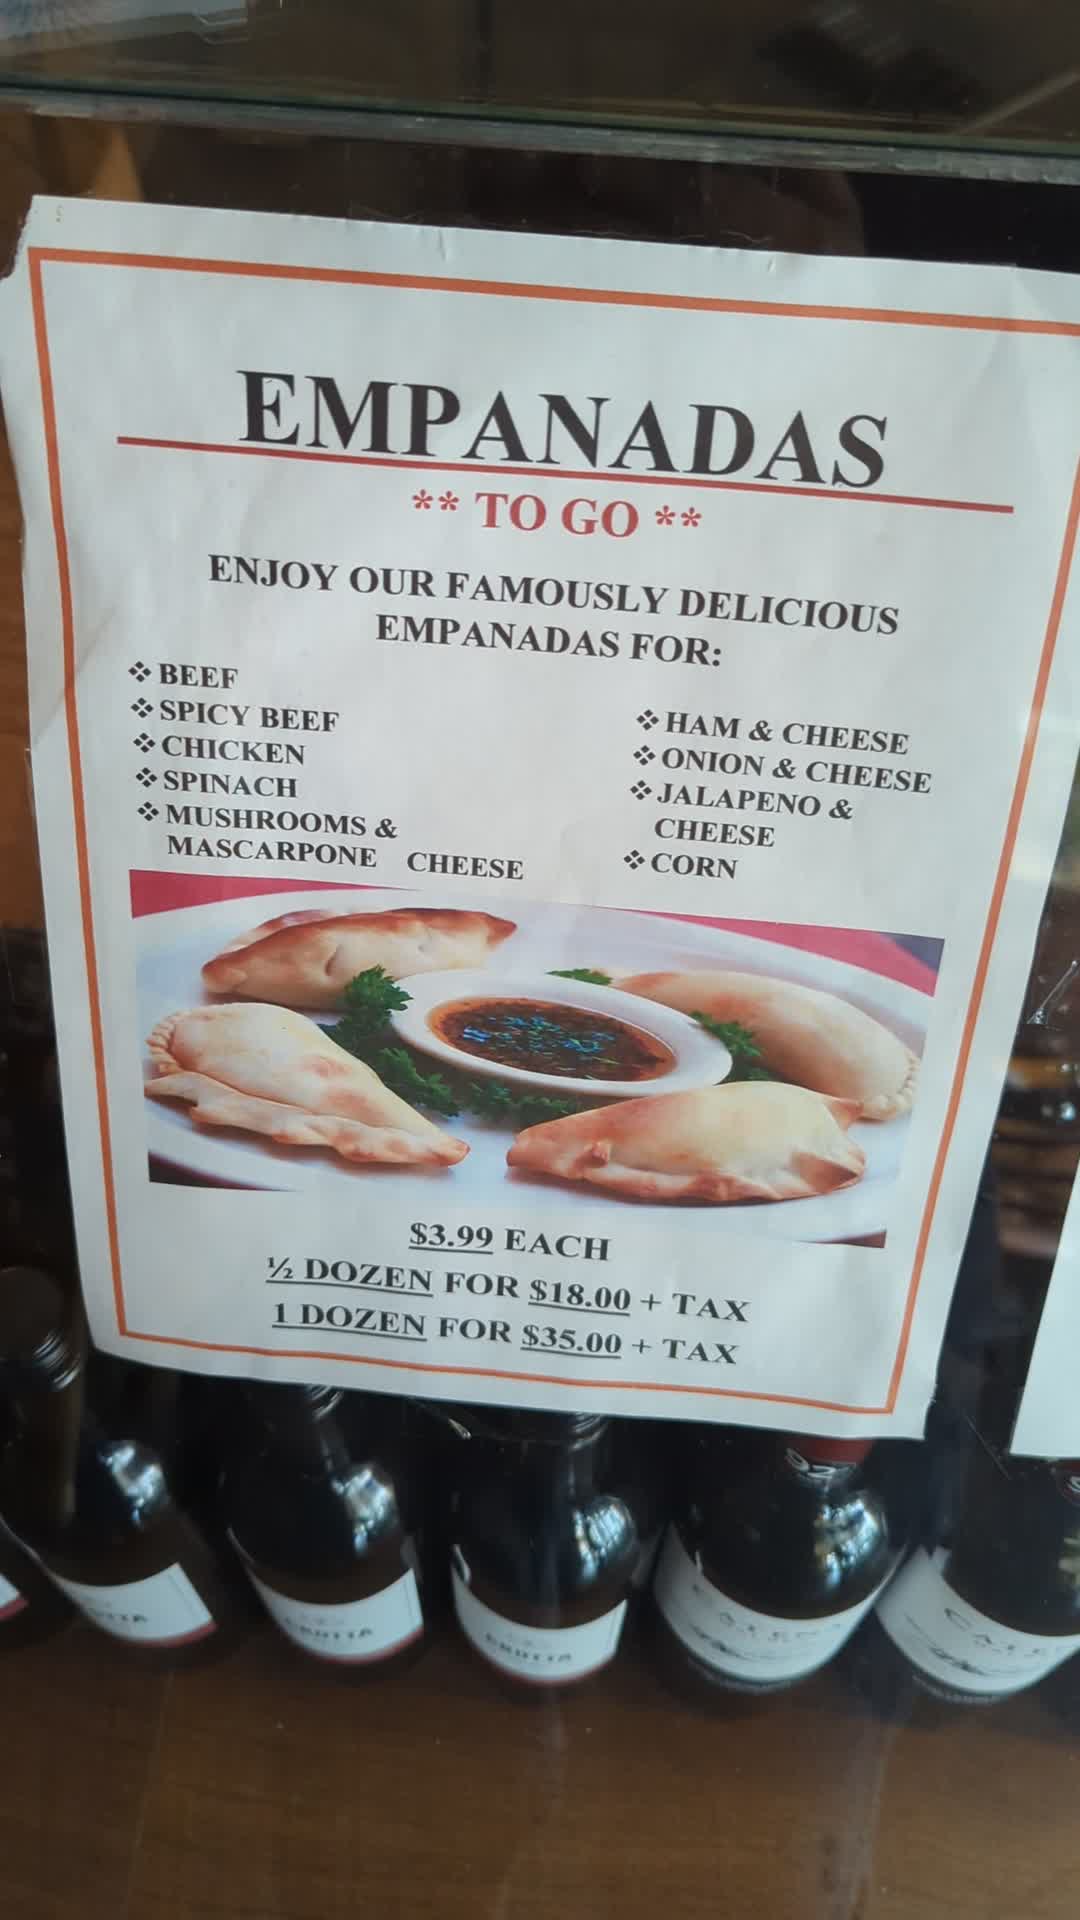 EMPANADAS
** TO GO **
ENJOY OUR FAMOUSLY DELICIOUS
EMPANADAS FOR:
❖ BEEF
❖ SPICY BEEF
❖ CHICKEN
❖ SPINACH
❖ MUSHROOMS &
MASCARPONE CHEESE
❖ HAM & CHEESE
❖ ONION & CHEESE
❖ JALAPENO &
CHEESE
❖ CORN
$3.99 EACH
½ DOZEN FOR $18.00 + TAX
1 DOZEN FOR $35.00 + TAX